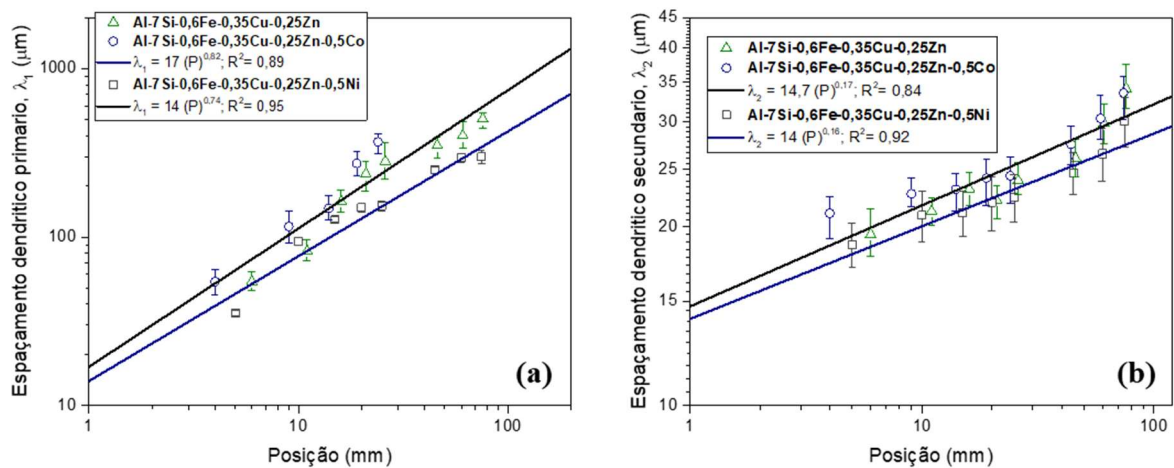 Espaçamento dendrítico primário, λ₁ (μm)
1000
100
10
Al-7Si-0,6Fe-0,35Cu-0,25Zn
Al-7Si-0,6Fe-0,35Cu-0,25Zn-0,5Co
λ₁ = 17 (P)^0,82; R²= 0,89
Al-7Si-0,6Fe-0,35Cu-0,25Zn-0,5Ni
λ₁ = 14 (P)^0,74; R²= 0,95
(a)
1 10 100
Posição (mm)
Espaçamento dendrítico secundário, λ₂ (μm)
45
40
35
30
25
20
15
10
Al-7Si-0,6Fe-0,35Cu-0,25Zn
Al-7Si-0,6Fe-0,35Cu-0,25Zn-0,5Co
λ₂ = 14,7 (P)^0,17; R²= 0,84
Al-7Si-0,6Fe-0,35Cu-0,25Zn-0,5Ni
λ₂ = 14 (P)^0,16; R²= 0,92
(b)
1 10 100
Posição (mm)